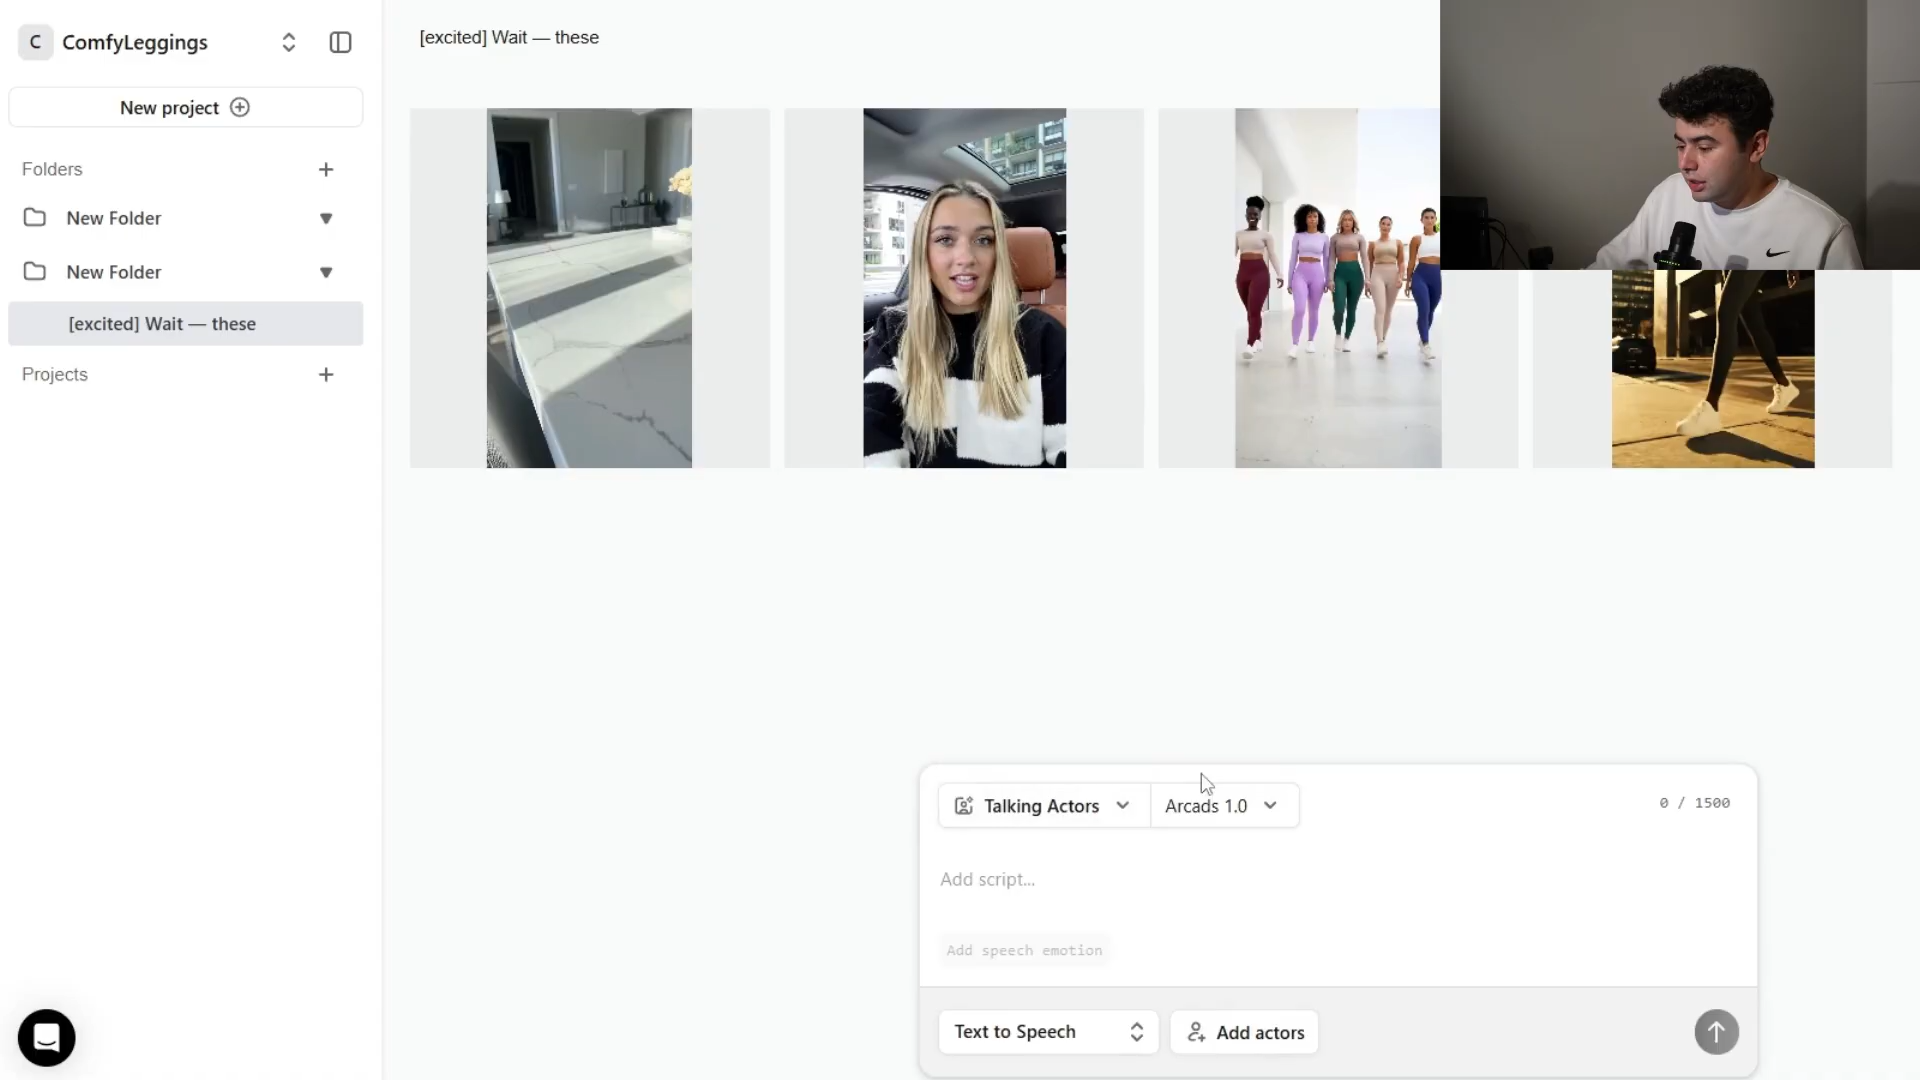 C ComfyLeggings
New project
Folders
New Folder
New Folder
[excited] Wait — these
Projects
[excited] Wait — these
Talking Actors
Arcads 1.0
0 / 1500
Add script...
Add speech emotion
Text to Speech
Add actors